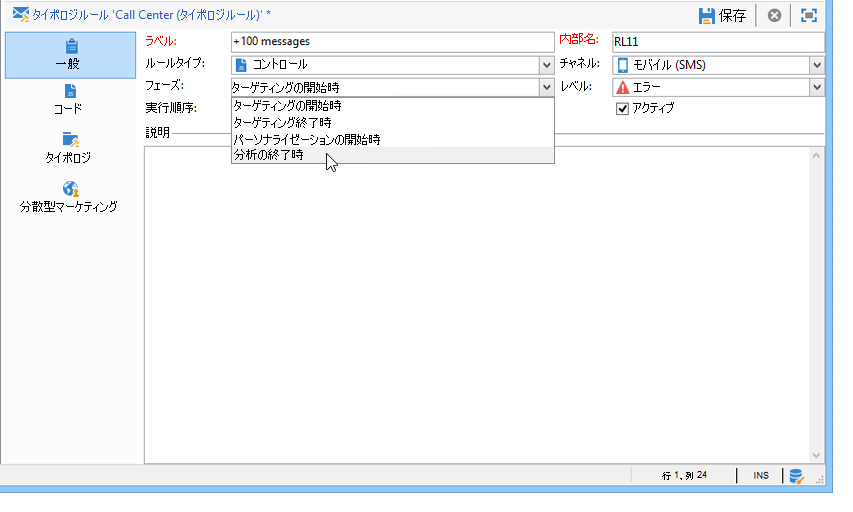 タイポロジルール 'Call Center (タイポロジルール)' *
保存
一般
コード
タイポロジ
分散型マーケティング
ラベル: +100 messages 内部名: RL11
ルールタイプ: コントロール チャネル: モバイル (SMS)
フェーズ: ターゲティングの開始時 レベル: エラー
実行順序: アクティブ
ターゲティングの開始時
ターゲティング終了時
パーソナライゼーションの開始時
分析の終了時
説明
行 1、列 24 INS